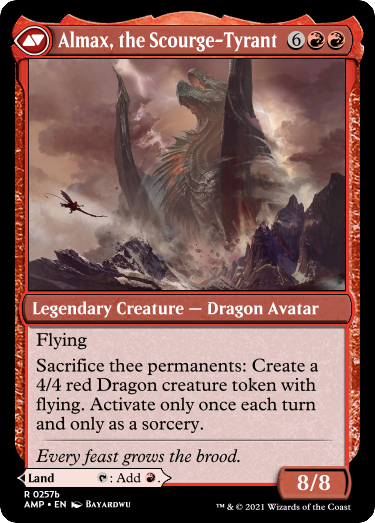 Almax, the Scourge-Tyrant 6
Legendary Creature — Dragon Avatar
Flying
Sacrifice thee permanents: Create a
4/4 red Dragon creature token with
flying. Activate only once each turn
and only as a sorcery.
Every feast grows the brood.
Land : Add .
8/8
R 0257b
AMP • EN Bayardwu
™ & © 2021 Wizards of the Coast